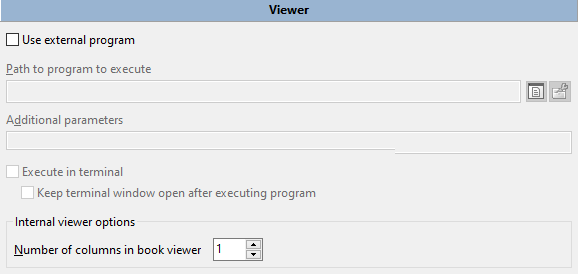 Viewer
Use external program
Path to program to execute
Additional parameters
Execute in terminal
Keep terminal window open after executing program
Internal viewer options
Number of columns in book viewer 1